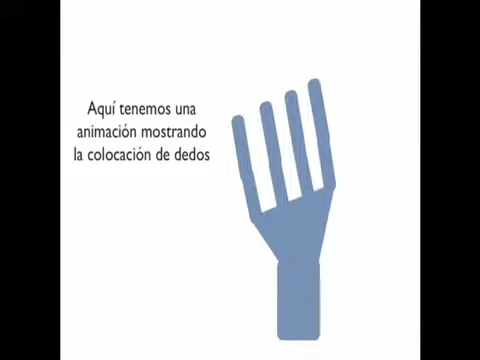 Aquí tenemos una
animación mostrando
la colocación de dedos